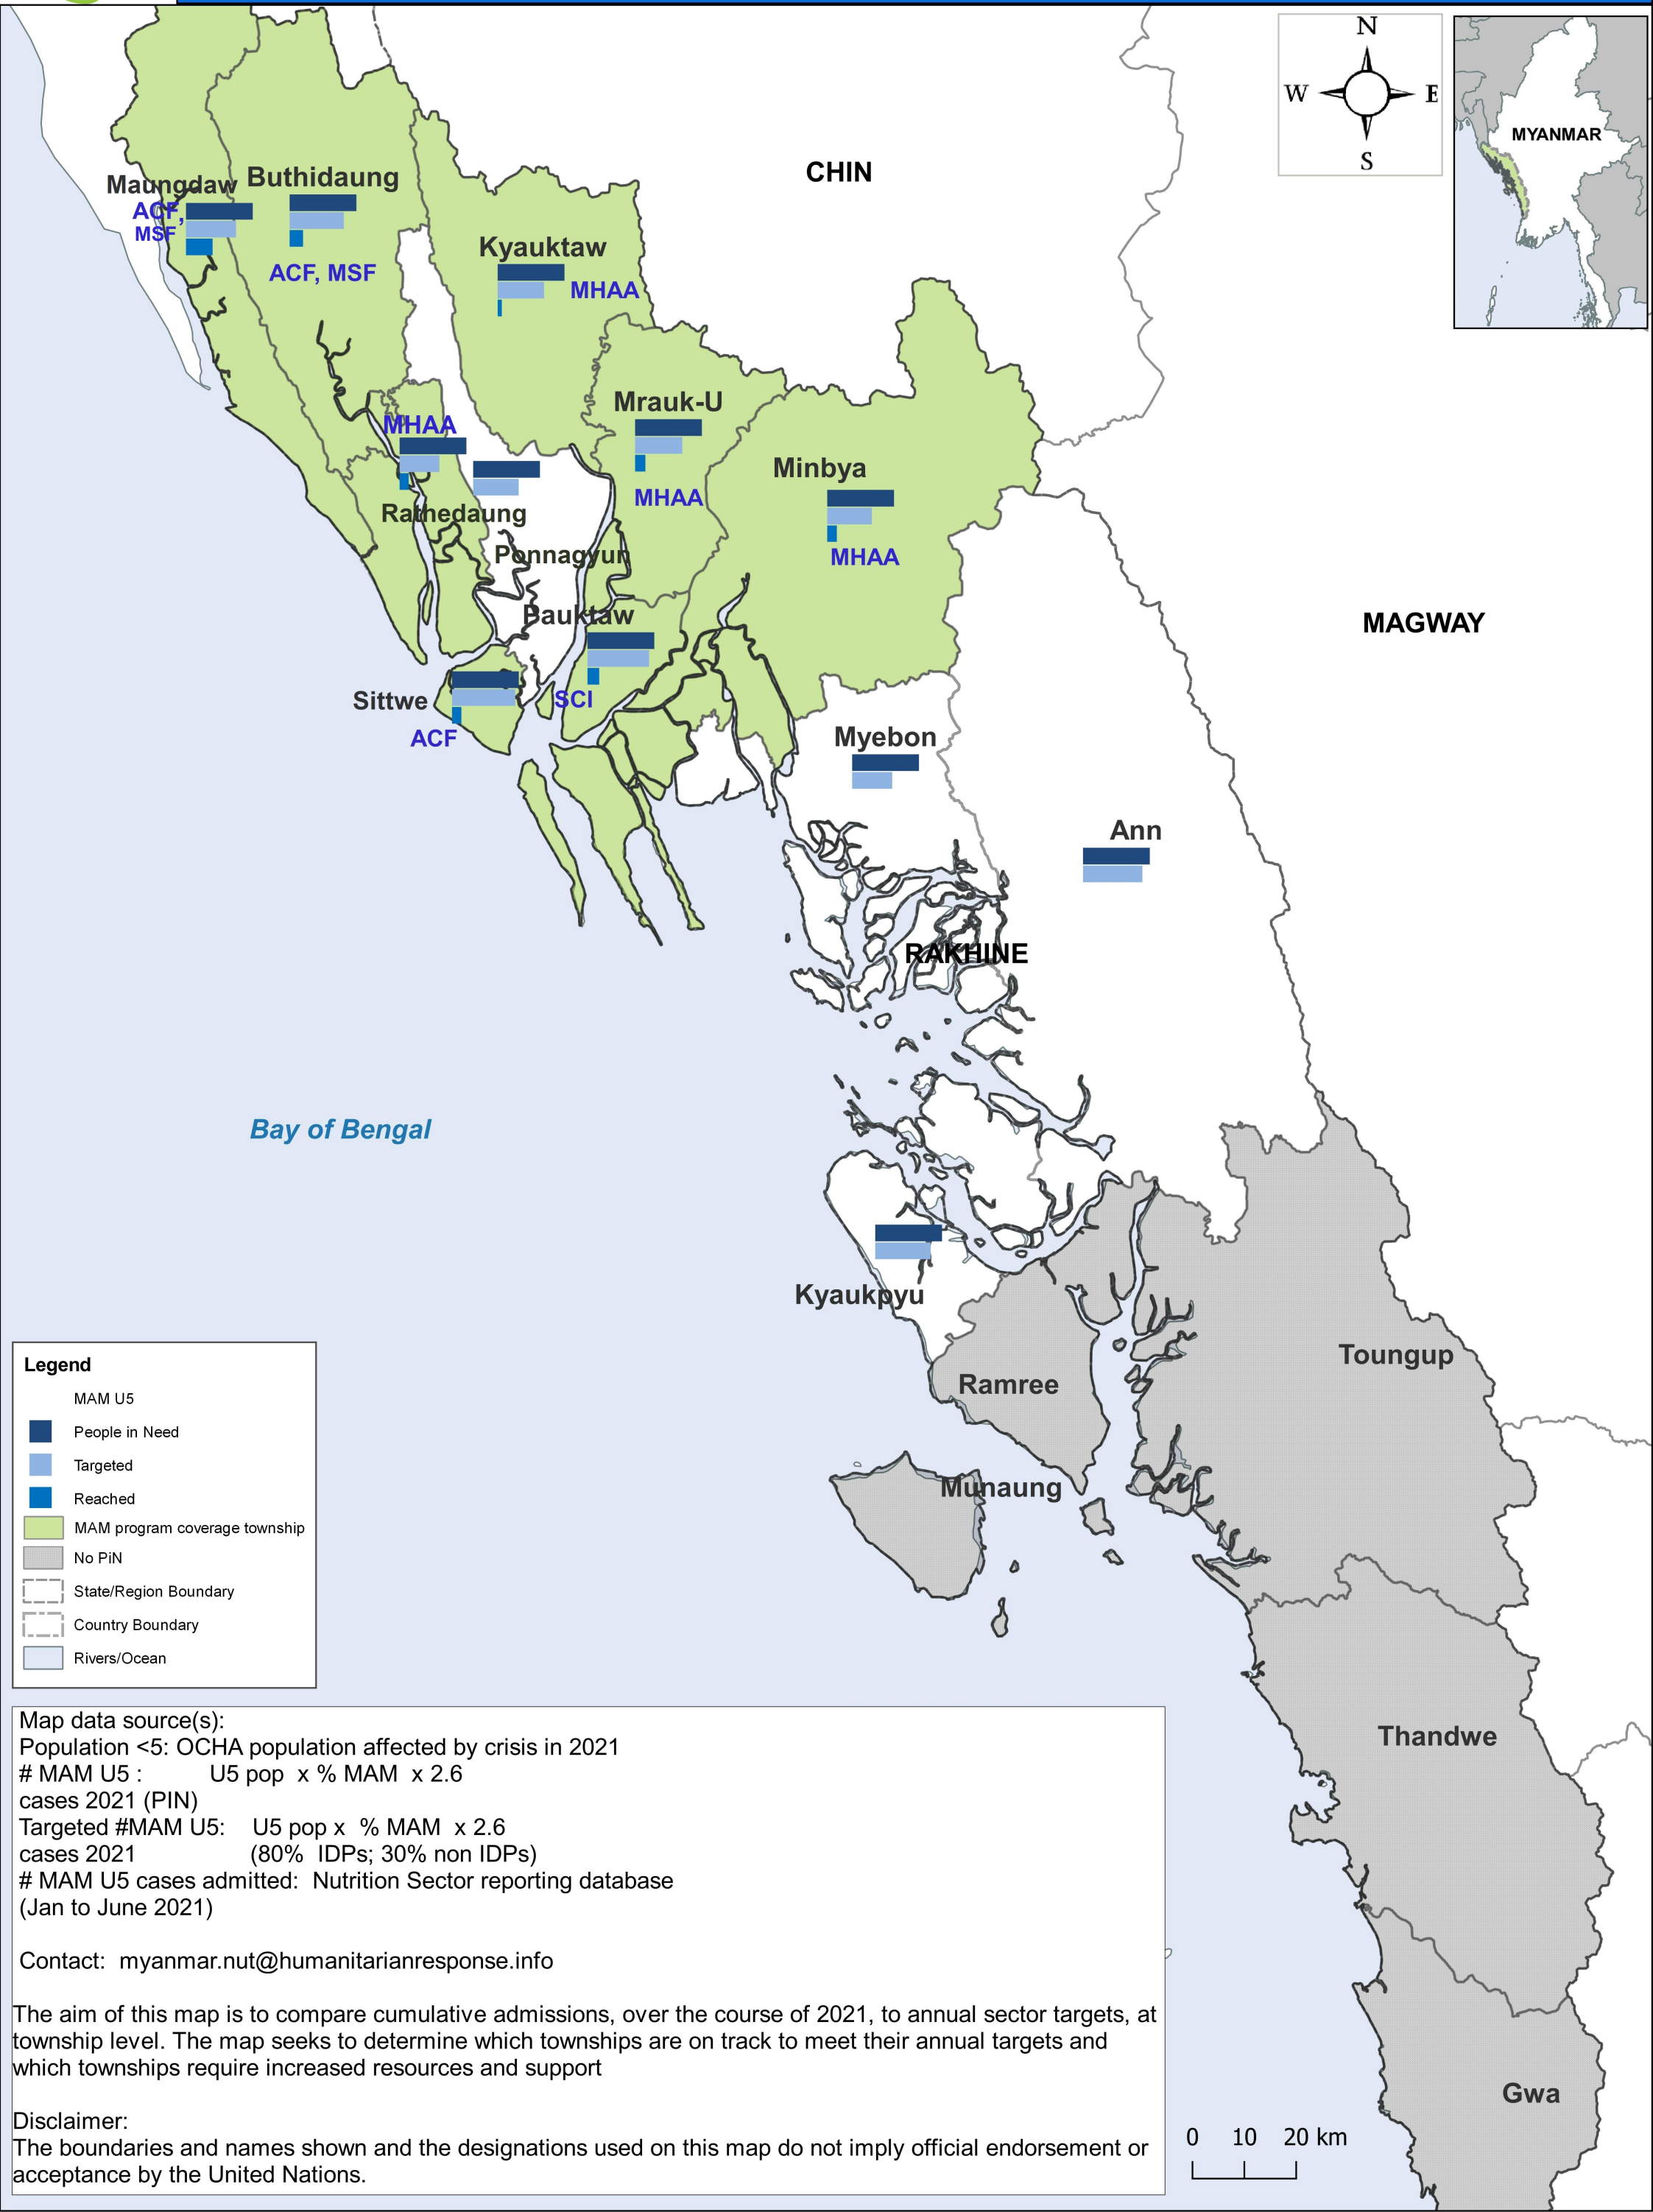 N
W
E
S
MYANMAR
CHIN
Maungdaw
ACF,
MSF
Buthidaung
ACF, MSF
Kyauktaw
MHAA
Mrauk-U
MHAA
MHAA
Rathedaung
Minbya
MHAA
Ponnagyun
Pauktaw
SCI
Sittwe
ACF
MAGWAY
Myebon
Ann
RAKHINE
Bay of Bengal
Kyaukpyu
Ramree
Toungup
Munaung
Thandwe
Gwa
Legend
MAM U5
People in Need
Targeted
Reached
MAM program coverage township
No PiN
State/Region Boundary
Country Boundary
Rivers/Ocean
Map data source(s):
Population <5: OCHA population affected by crisis in 2021
# MAM U5 : U5 pop x % MAM x 2.6
cases 2021 (PIN)
Targeted #MAM U5: U5 pop x % MAM x 2.6
cases 2021 (80% IDPs; 30% non IDPs)
# MAM U5 cases admitted: Nutrition Sector reporting database
(Jan to June 2021)
Contact: myanmar.nut@humanitarianresponse.info
The aim of this map is to compare cumulative admissions, over the course of 2021, to annual sector targets, at
township level. The map seeks to determine which townships are on track to meet their annual targets and
which townships require increased resources and support
Disclaimer:
The boundaries and names shown and the designations used on this map do not imply official endorsement or
acceptance by the United Nations.
0 10 20 km